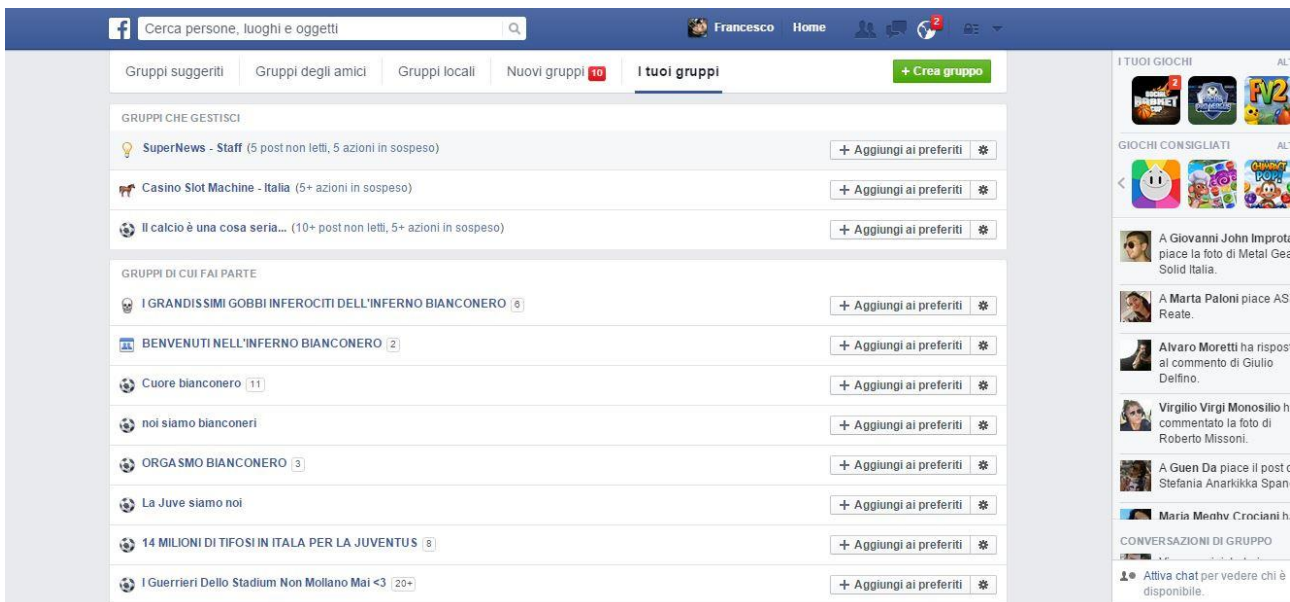 f Cerca persone, luoghi e oggetti Francesco Home 2
Gruppi suggeriti Gruppi degli amici Gruppi locali Nuovi gruppi 10 I tuoi gruppi + Crea gruppo
GRUPPI CHE GESTISCI
SuperNews - Staff (5 post non letti, 5 azioni in sospeso) + Aggiungi ai preferiti
Casino Slot Machine - Italia (5+ azioni in sospeso) + Aggiungi ai preferiti
Il calcio è una cosa seria... (10+ post non letti, 5+ azioni in sospeso) + Aggiungi ai preferiti
GRUPPI DI CUI FAI PARTE
I GRANDISSIMI GOBBI INFEROCITI DELL'INFERNO BIANCONERO 6 + Aggiungi ai preferiti
BENVENUTI NELL'INFERNO BIANCONERO 2 + Aggiungi ai preferiti
Cuore bianconero 11 + Aggiungi ai preferiti
noi siamo bianconeri + Aggiungi ai preferiti
ORGASMO BIANCONERO 3 + Aggiungi ai preferiti
La Juve siamo noi + Aggiungi ai preferiti
14 MILIONI DI TIFOSI IN ITALA PER LA JUVENTUS 8 + Aggiungi ai preferiti
I Guerrieri Dello Stadium Non Mollano Mai <3 20+ + Aggiungi ai preferiti
I TUOI GIOCHI
2
SOCIAL
BASKET
CUP
FV2
GIOCHI CONSIGLIATI
POP!
A Giovanni John Improta
piace la foto di Metal Gea
Solid Italia.
A Marta Paloni piace AS
Reate.
Alvaro Moretti ha rispost
al commento di Giulio
Delfino.
Virgilio Virgi Monosilio h
commentato la foto di
Roberto Missoni.
A Guen Da piace il post d
Stefania Anarkikka Span
Maria Meghy Crociani h
CONVERSAZIONI DI GRUPPO
Attiva chat per vedere chi è
disponibile.